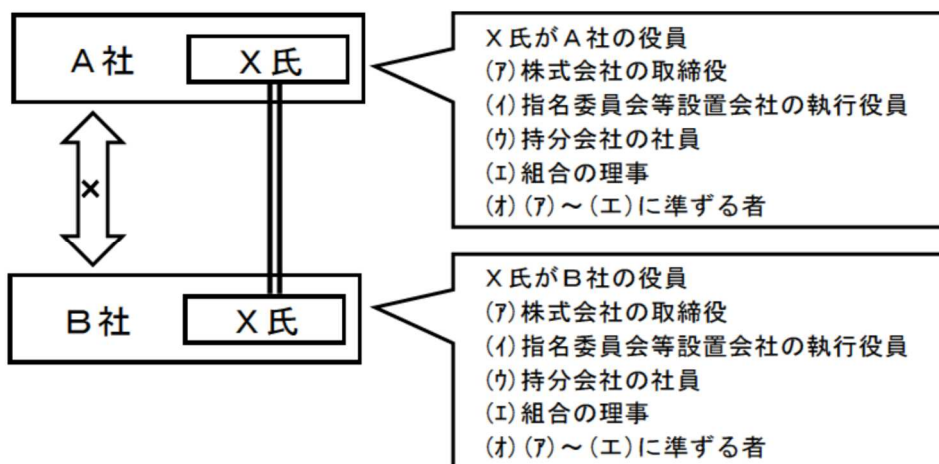 A社
X氏
X氏がA社の役員
(ｱ)株式会社の取締役
(ｲ)指名委員会等設置会社の執行役員
(ｳ)持分会社の社員
(ｴ)組合の理事
(ｵ)(ｱ)～(エ)に準ずる者
×
B社
X氏
X氏がB社の役員
(ｱ)株式会社の取締役
(ｲ)指名委員会等設置会社の執行役員
(ｳ)持分会社の社員
(ｴ)組合の理事
(ｵ)(ｱ)～(エ)に準ずる者